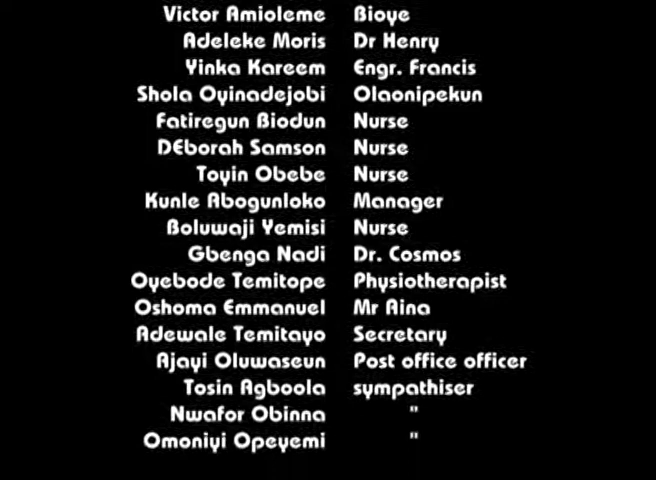 Victor Amioleme Bioye
Adeleke Moris Dr Henry
Yinka Kareem Engr. Francis
Shola Oyinadejobi Olaonipekun
Fatiregun Biodun Nurse
DEborah Samson Nurse
Toyin Obebe Nurse
Kunle Abogunloko Manager
Boluwaji Yemisi Nurse
Gbenga Nadi Dr. Cosmos
Oyebode Temitope Physiotherapist
Oshoma Emmanuel Mr Aina
Adewale Temitayo Secretary
Ajayi Oluwaseun Post office officer
Tosin Agboola sympathiser
Nwafor Obinna "
Omoniyi Opeyemi "